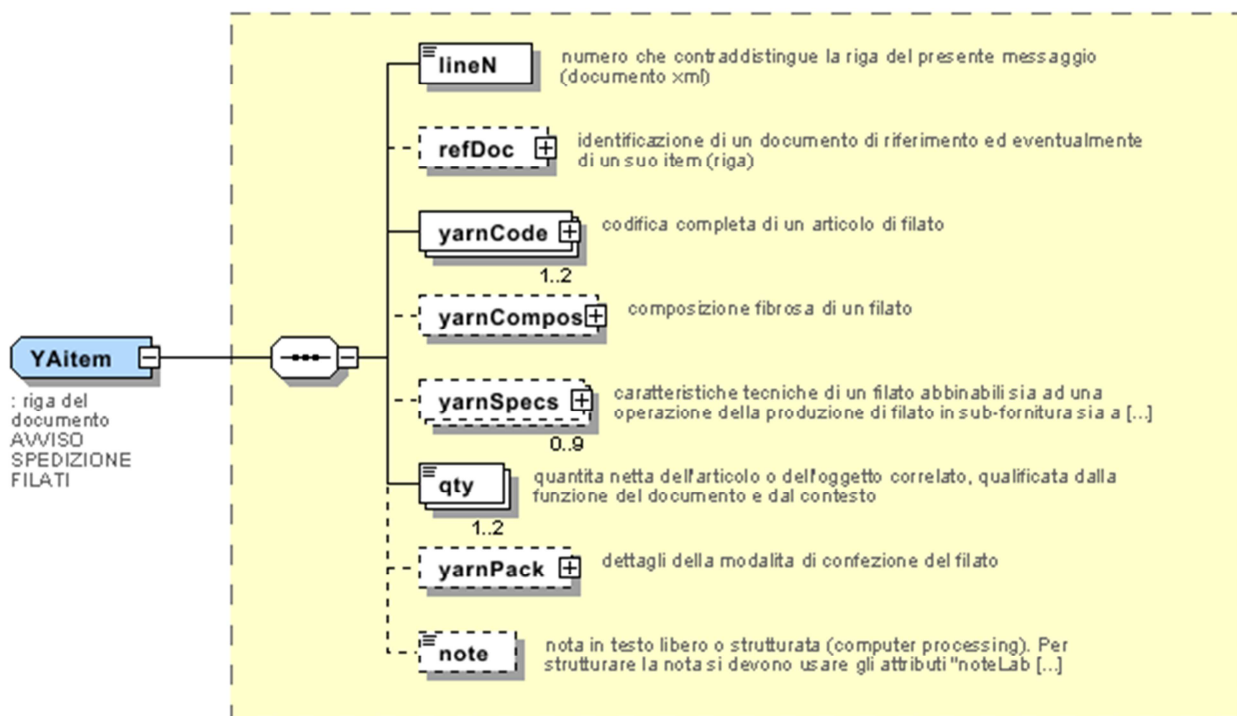 lineN
numero che contraddistingue la riga del presente messaggio
(documento xml)
refDoc
identificazione di un documento di riferimento ed eventualmente
di un suo item (riga)
yarnCode
codifica completa di un articolo di filato
1..2
yarnCompos
composizione fibrosa di un filato
YAitem
: riga del
documento
AVVISO
SPEDIZIONE
FILATI
yarnSpecs
caratteristiche tecniche di un filato abbinabili sia ad una
operazione della produzione di filato in sub-fornitura sia a [...]
0..9
qty
quantita netta dell'articolo o dell'oggetto correlato, qualificata dalla
funzione del documento e dal contesto
1..2
yarnPack
dettagli della modalita di confezione del filato
note
nota in testo libero o strutturata (computer processing). Per
strutturare la nota si devono usare gli attributi "noteLab [...]